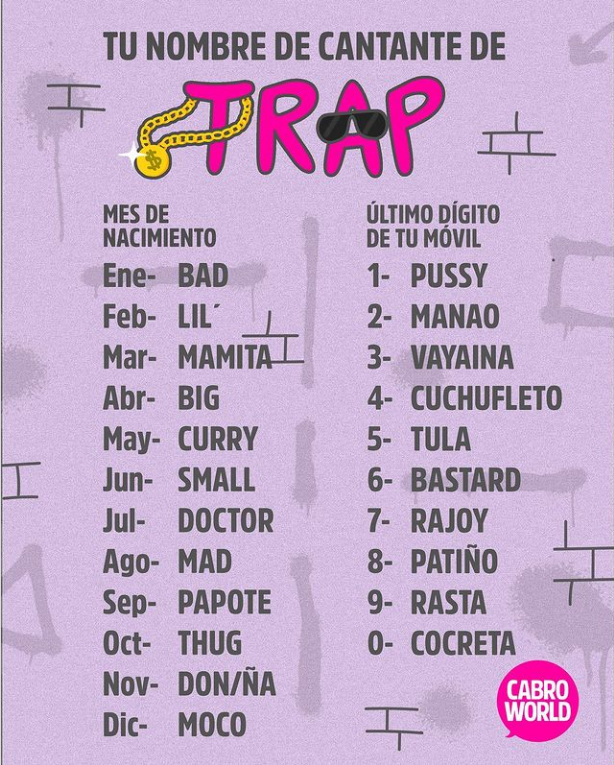 TU NOMBRE DE CANTANTE DE
TRAP
$
MES DE
NACIMIENTO
Ene- BAD
Feb- LIL´
Mar- MAMITA
Abr- BIG
May- CURRY
Jun- SMALL
Jul- DOCTOR
Ago- MAD
Sep- PAPOTE
Oct- THUG
Nov- DON/ÑA
Dic- MOCO
ÚLTIMO DÍGITO
DE TU MÓVIL
1- PUSSY
2- MANAO
3- VAYAINA
4- CUCHUFLETO
5- TULA
6- BASTARD
7- RAJOY
8- PATIÑO
9- RASTA
0- COCRETA
CABRO
WORLD